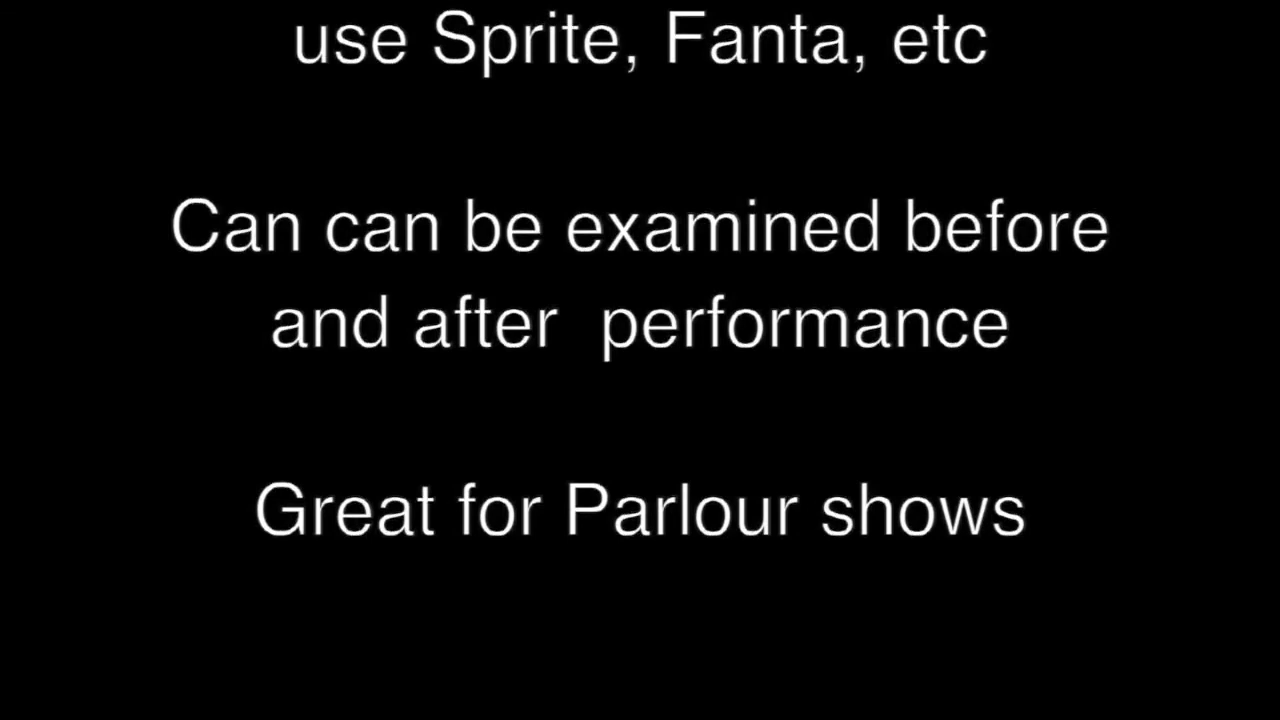 use Sprite, Fanta, etc
Can can be examined before
and after  performance
Great for Parlour shows